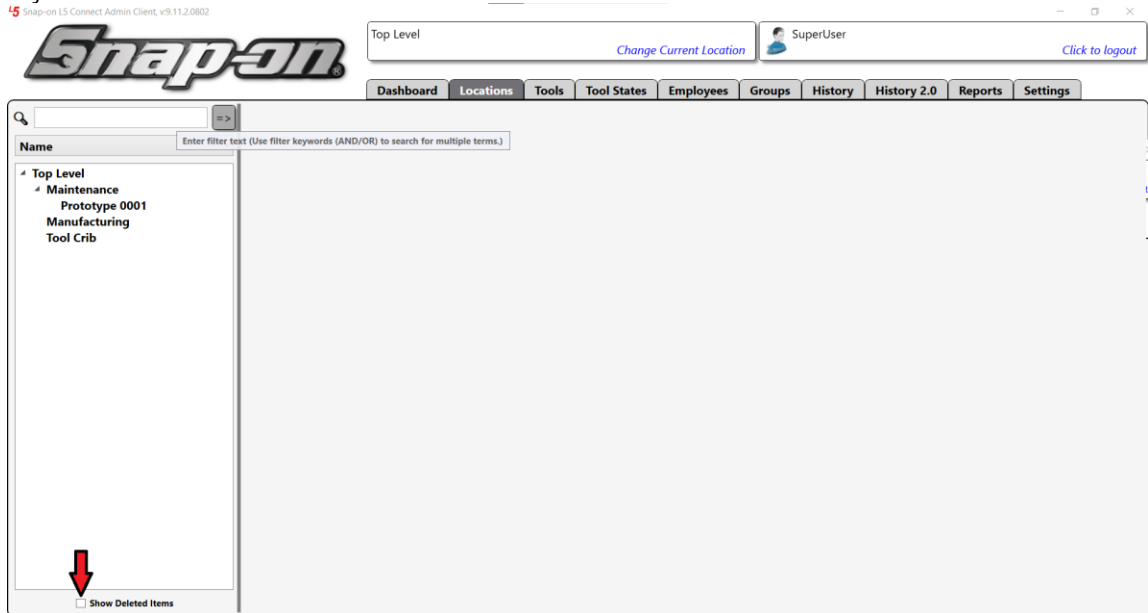 L5 Snap-on L5 Connect Admin Client, v:9.11.2.0802
Snap-on
Top Level
Change Current Location
SuperUser
Click to logout
Dashboard Locations Tools Tool States Employees Groups History History 2.0 Reports Settings
=>
Enter filter text (Use filter keywords (AND/OR) to search for multiple terms.)
Name
Top Level
Maintenance
Prototype 0001
Manufacturing
Tool Crib
Show Deleted Items